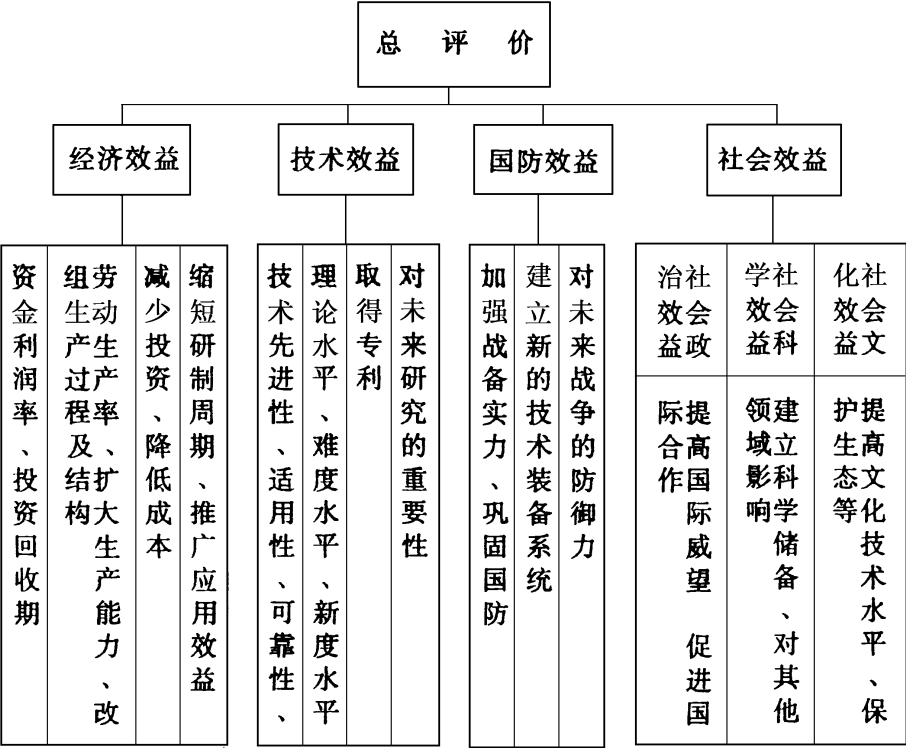 总 评 价
经济效益
技术效益
国防效益
社会效益
资金利润率、投资回收期
劳动生产率、扩大生产能力、改
组生产过程及结构
减少投资、降低成本
缩短研制周期、推广应用效益
技术先进性、适用性、可靠性、
理论水平、难度水平、新度水平
取得专利
对未来研究的重要性
加强战备实力、巩固国防
建立新的技术装备系统
对未来战争的防御力
社会政
治效益
提高国际威望 促进国
际合作
社会科
学效益
建立科学储备、对其他
领域影响
社会文
化效益
提高文化技术水平、保
护生态等